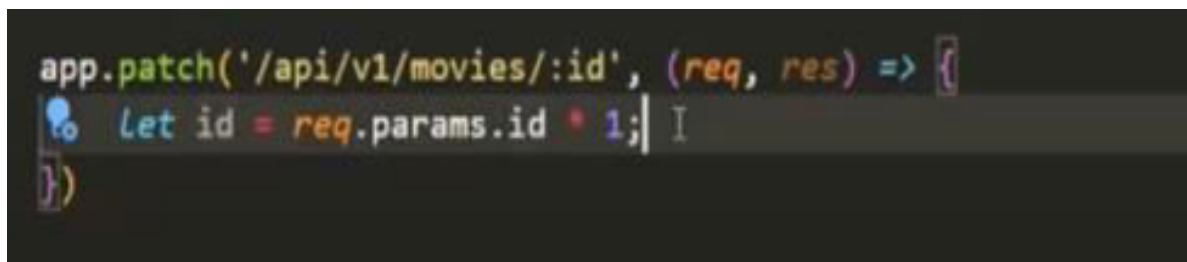 app.patch('/api/v1/movies/:id', (req, res) => {
let id = req.params.id * 1;
})